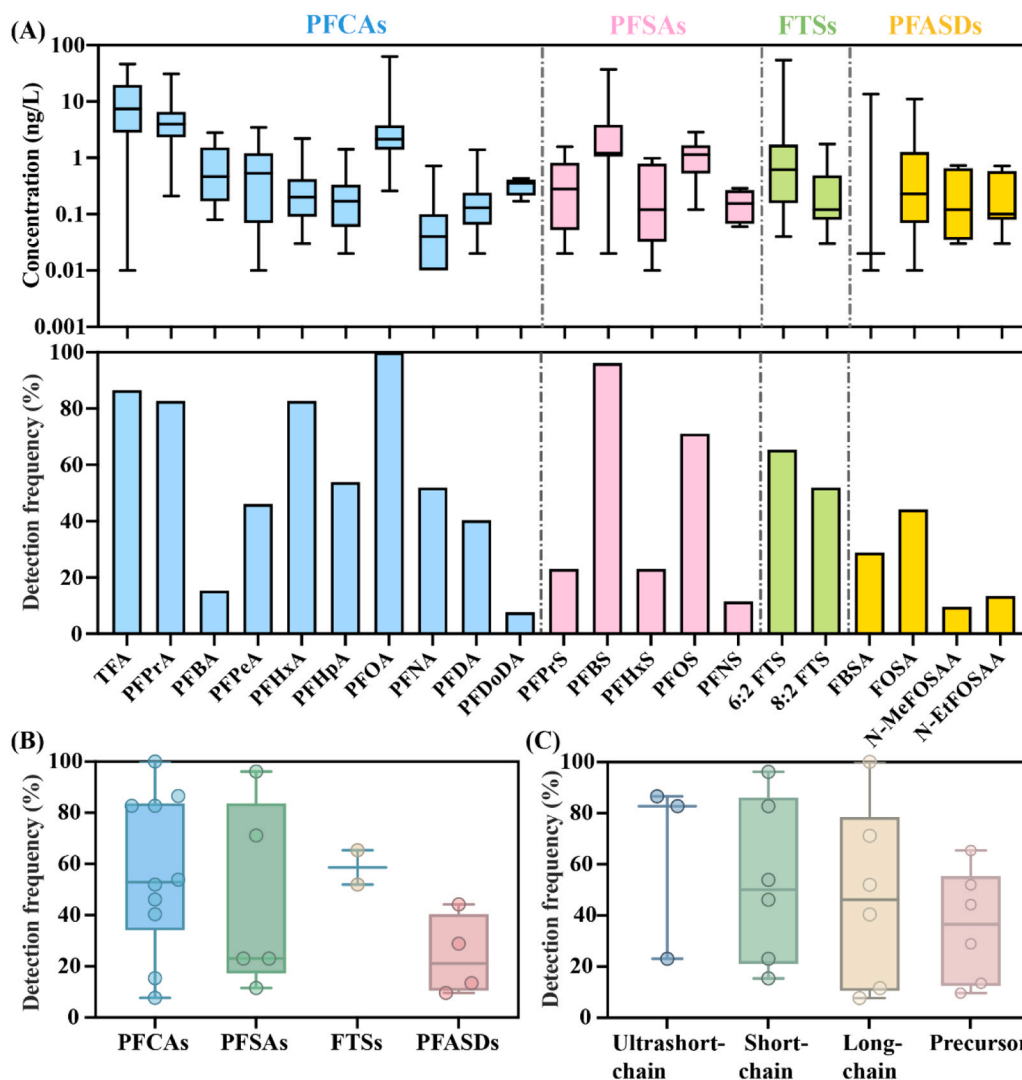 (A)
PFCAs PFSAs FTSs PFASDs
Concentration (ng/L)
100
10
1
0.1
0.01
0.001
Detection frequency (%)
100
80
60
40
20
0
TFA PFPrA PFBA PFPeA PFHxA PFHpA PFOA PFNA PFDA PFDoDA PFPrS PFBS PFHxS PFOS PFNS 6:2 FTS 8:2 FTS FBSA FOSA N-MeFOSAA N-EtFOSAA
(B)
Detection frequency (%)
100
80
60
40
20
0
PFCAs PFSAs FTSs PFASDs
(C)
Detection frequency (%)
100
80
60
40
20
0
Ultrashort- Short- Long- Precursor
chain chain chain